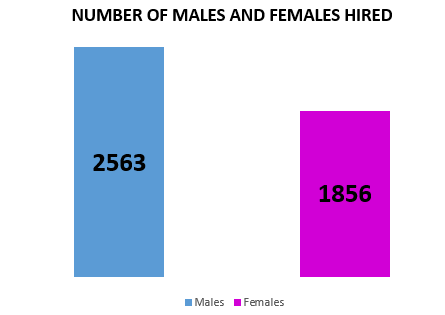 NUMBER OF MALES AND FEMALES HIRED
2563
1856
Males Females